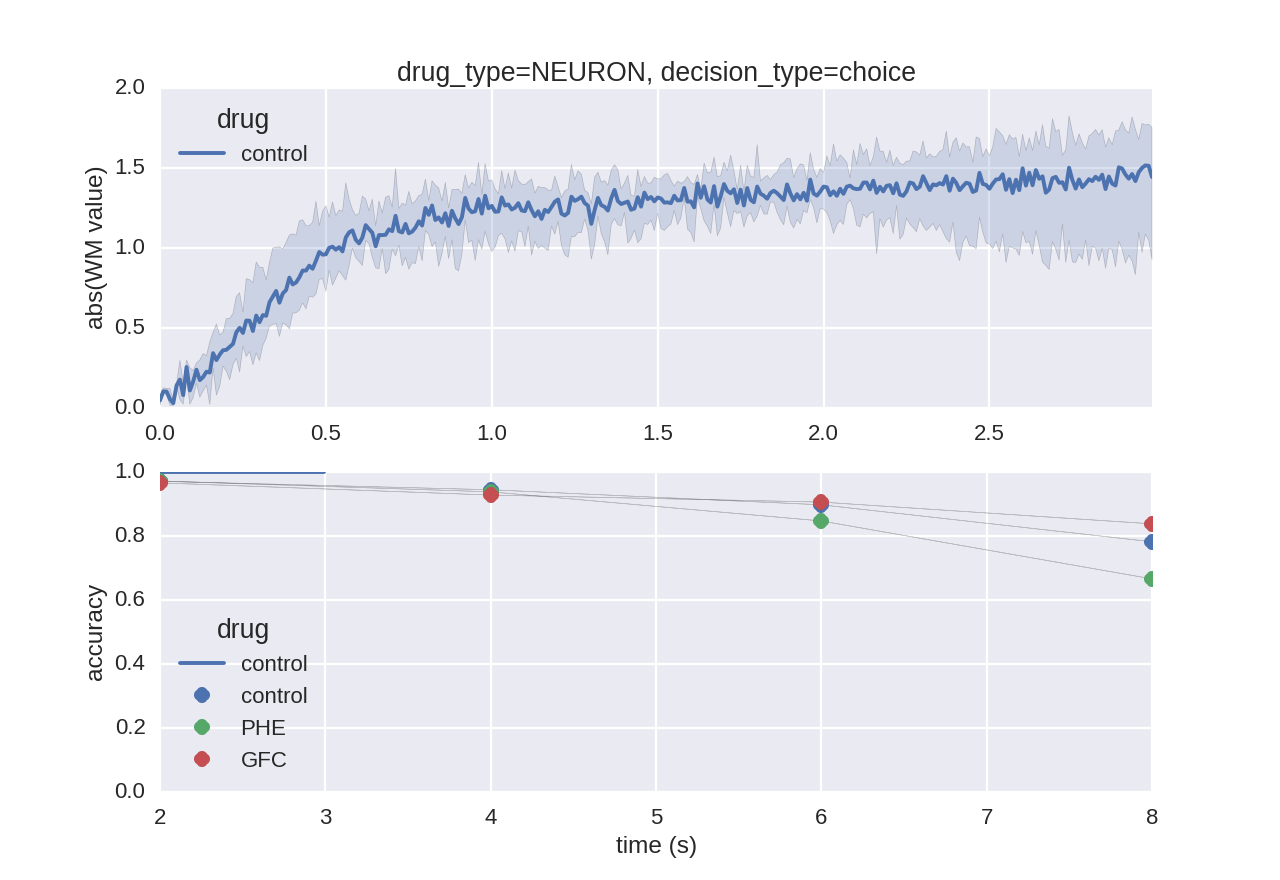 drug_type=NEURON, decision_type=choice
2.0
1.5
1.0
0.5
0.0
abs(WM value)
drug
control
0.0 0.5 1.0 1.5 2.0 2.5
1.0
0.8
0.6
0.4
0.2
0.0
accuracy
drug
control
control
PHE
GFC
2 3 4 5 6 7 8
time (s)